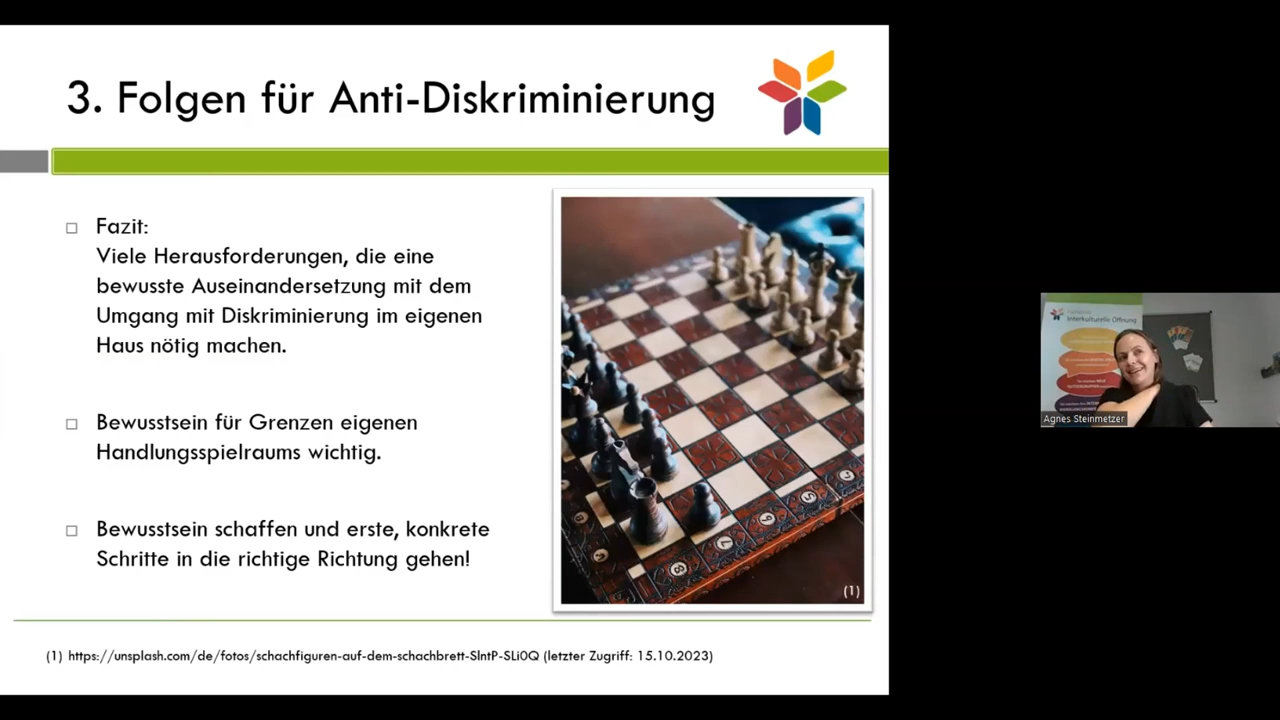 3. Folgen für Anti-Diskriminierung
Fazit:
Viele Herausforderungen, die eine
bewusste Auseinandersetzung mit dem
Umgang mit Diskriminierung im eigenen
Haus nötig machen.
Bewusstsein für Grenzen eigenen
Handlungsspielraums wichtig.
Bewusstsein schaffen und erste, konkrete
Schritte in die richtige Richtung gehen!
(1)
(1) https://unsplash.com/de/fotos/schachfiguren-auf-dem-schachbrett-SlntP-SLi0Q (letzter Zugriff: 15.10.2023)
Interkulturelle Öffnung
Agnes Steinmetzer